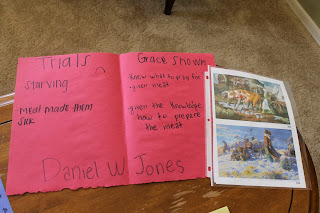 Trials
Starving
Meat made them
sick
Grace shown
Knew what to pray for
-given meat
-given the knowledge
how to prepare
the meat
Daniel W. Jones